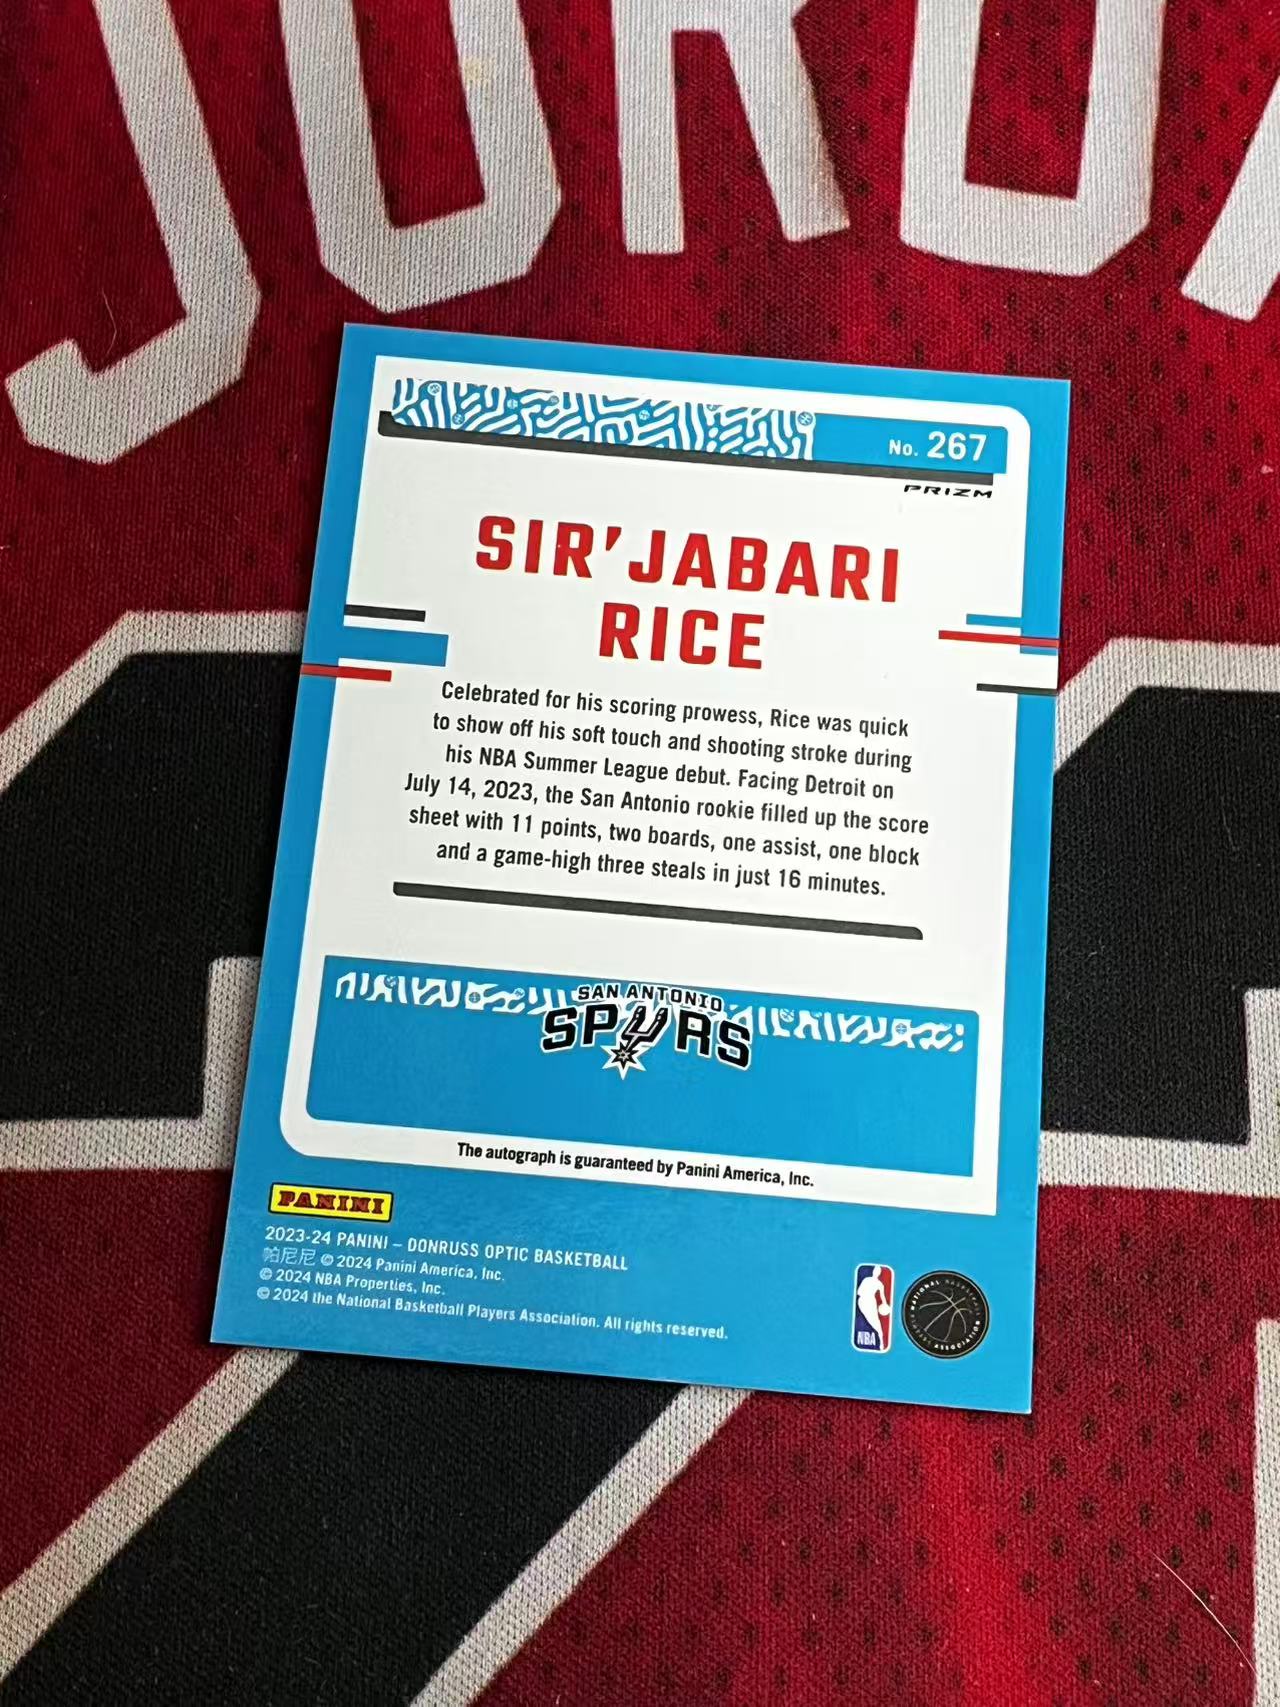 JORDA
No. 267
PRIZM
SIR'JABARI
RICE
Celebrated for his scoring prowess, Rice was quick
to show off his soft touch and shooting stroke during
his NBA Summer League debut. Facing Detroit on
July 14, 2023, the San Antonio rookie filled up the score
sheet with 11 points, two boards, one assist, one block
and a game-high three steals in just 16 minutes.
SAN ANTONIO
SPURS
The autograph is guaranteed by Panini America, Inc.
PANINI
2023-24 PANINI – DONRUSS OPTIC BASKETBALL
帕尼尼 © 2024 Panini America, Inc.
© 2024 NBA Properties, Inc.
© 2024 the National Basketball Players Association. All rights reserved.
NBA
NATIONAL BASKETBALL
PLAYERS ASSOCIATION